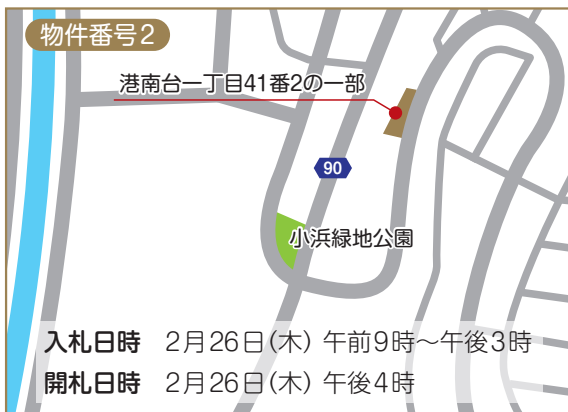 物件番号2
港南台一丁目41番2の一部
90
小浜緑地公園
入札日時 2月26日(木) 午前9時～午後3時
開札日時 2月26日(木) 午後4時